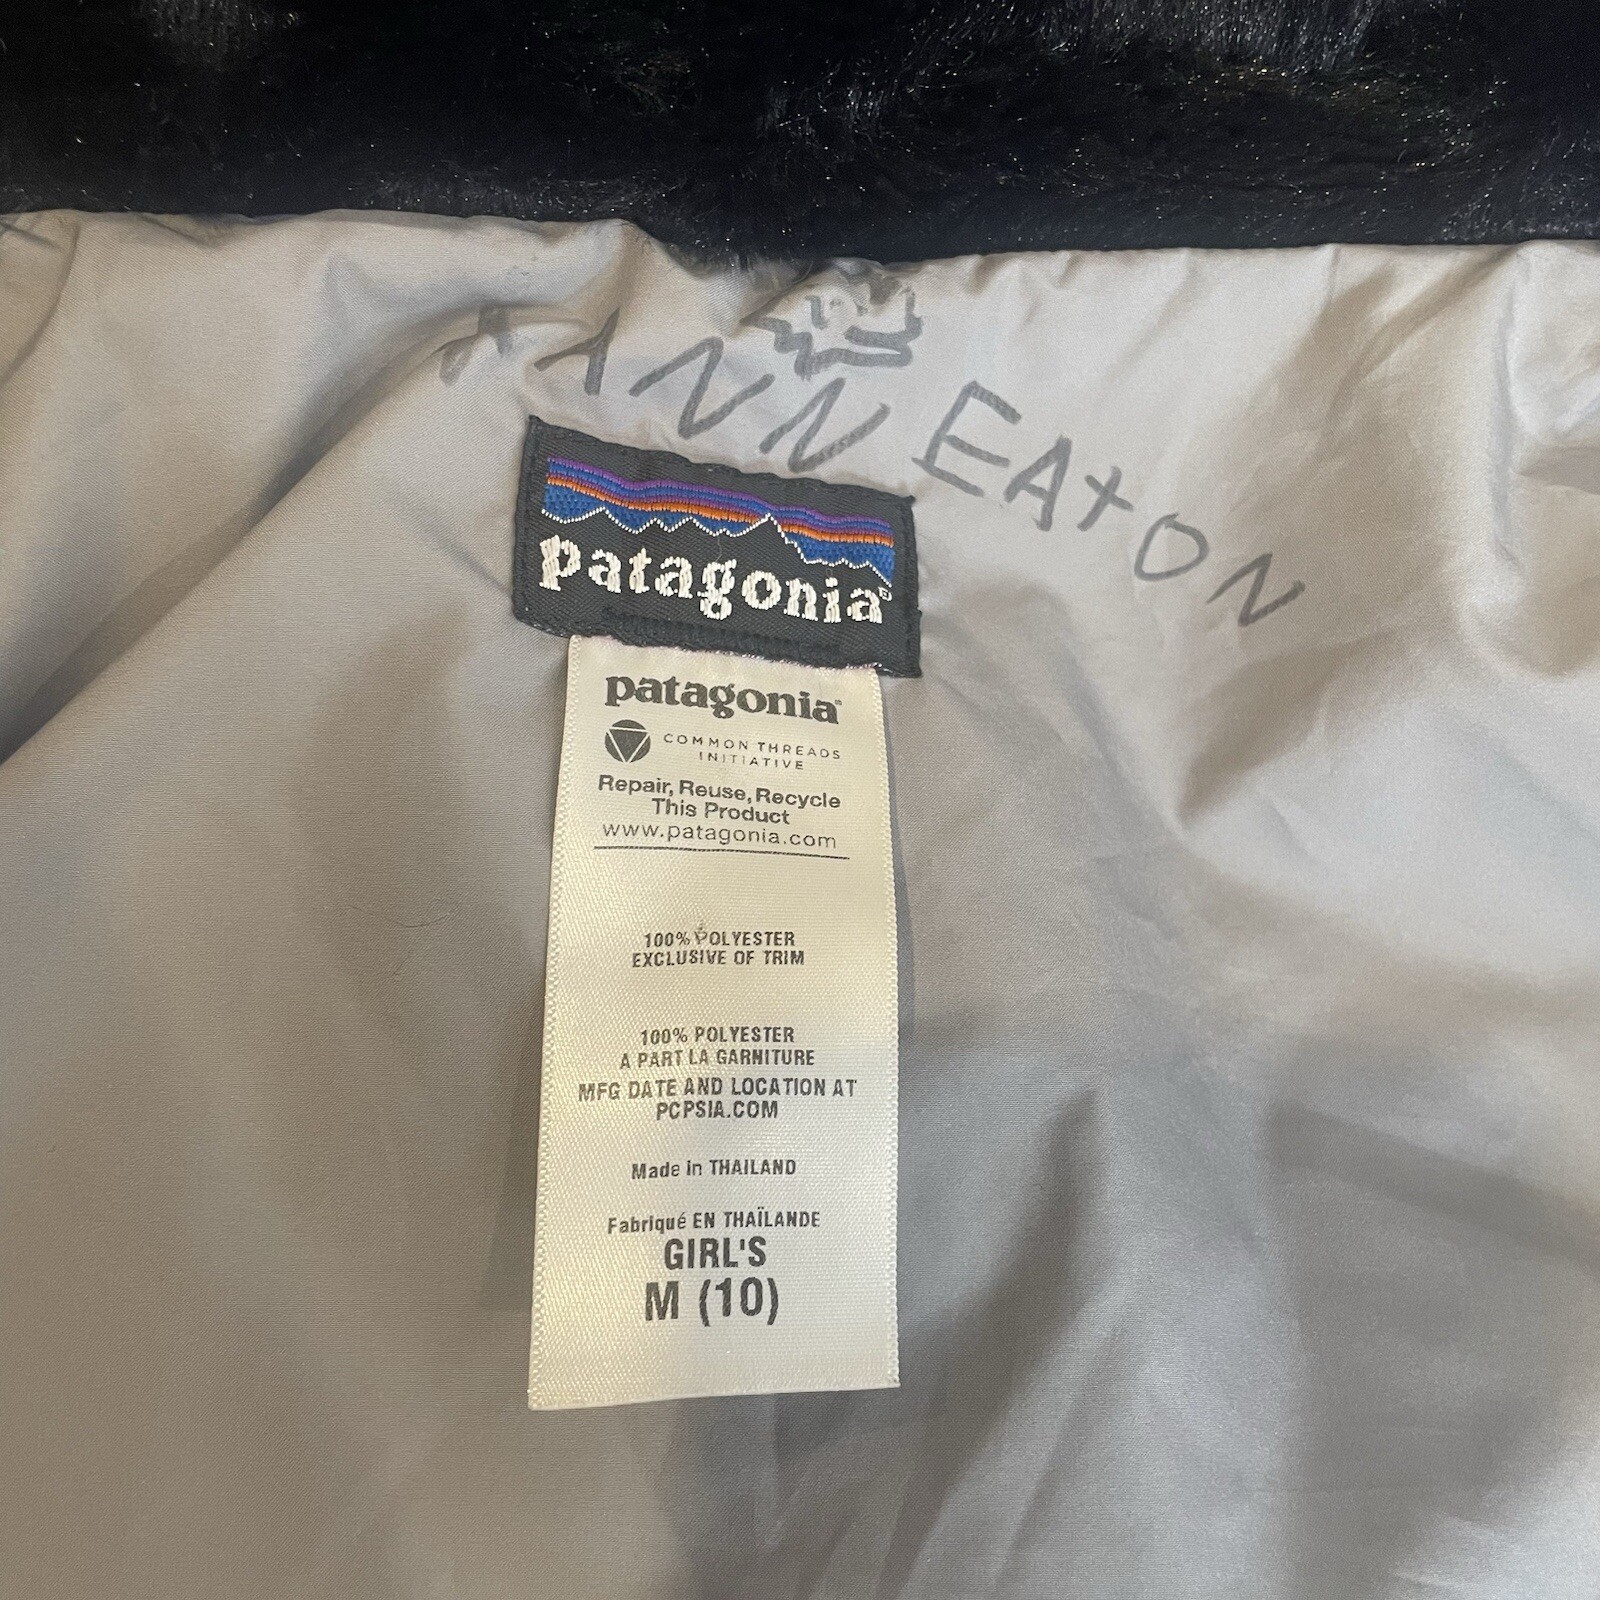 HANN EATON
patagonia®
patagonia®
COMMON THREADS
INITIATIVE
Repair, Reuse, Recycle
This Product
www.patagonia.com
100% POLYESTER
EXCLUSIVE OF TRIM
100% POLYESTER
A PART LA GARNITURE
MFG DATE AND LOCATION AT
PCPSIA.COM
Made in THAILAND
Fabriqué EN THAÏLANDE
GIRL'S
M (10)